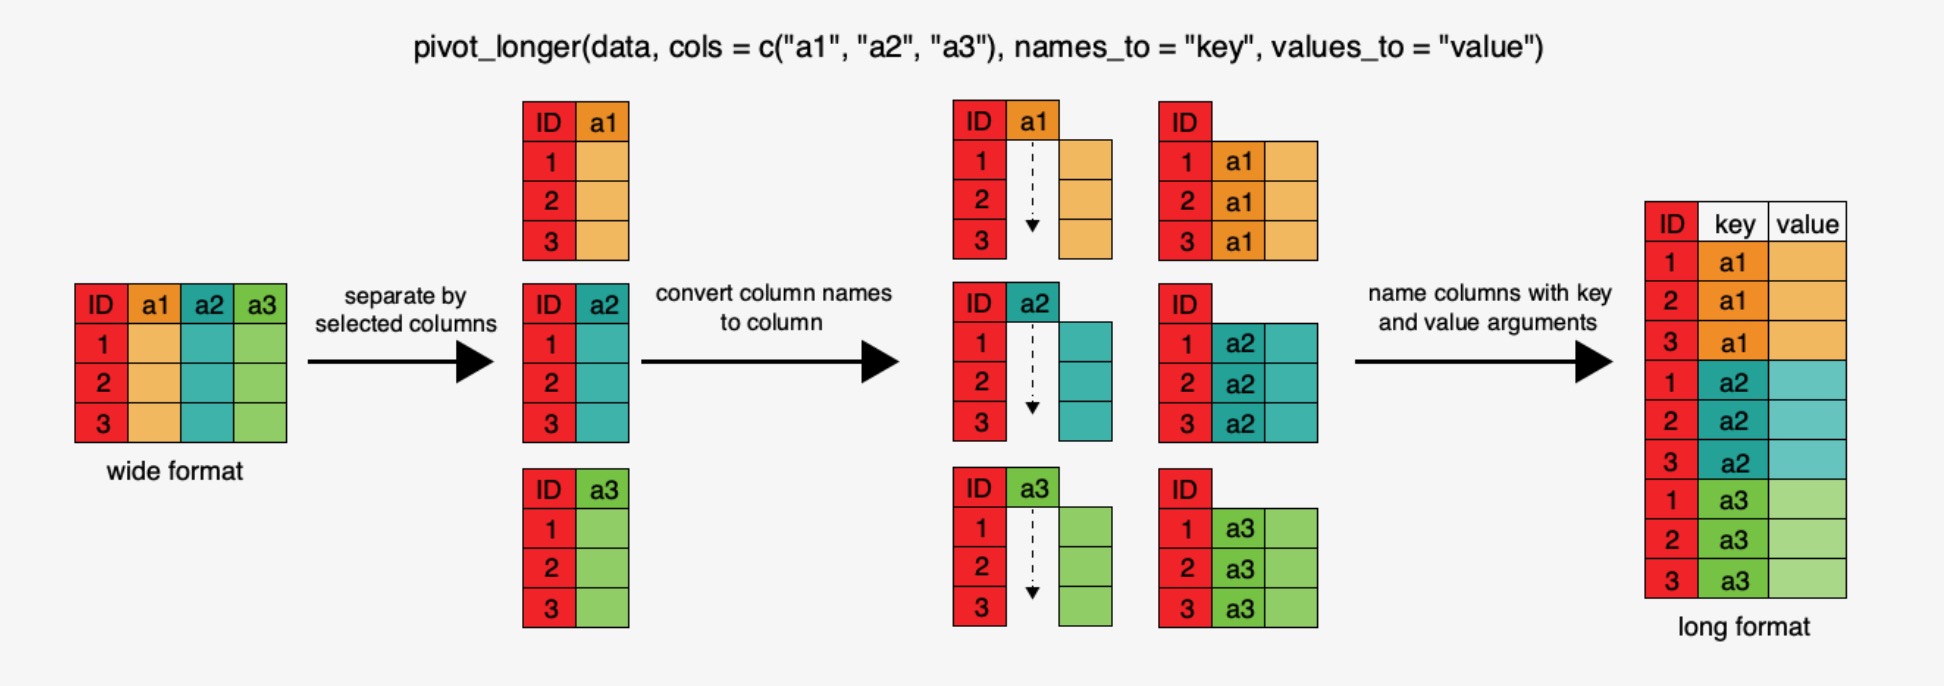 pivot_longer(data, cols = c("a1", "a2", "a3"), names_to = "key", values_to = "value")
ID a1 a2 a3
1
2
3
wide format
separate by
selected columns
ID a1
1
2
3
ID a2
1
2
3
ID a3
1
2
3
convert column names
to column
ID a1
1
2
3
ID a2
1
2
3
ID a3
1
2
3
ID
1 a1
2 a1
3 a1
ID
1 a2
2 a2
3 a2
ID
1 a3
2 a3
3 a3
name columns with key
and value arguments
ID key value
1 a1
2 a1
3 a1
1 a2
2 a2
3 a2
1 a3
2 a3
3 a3
long format